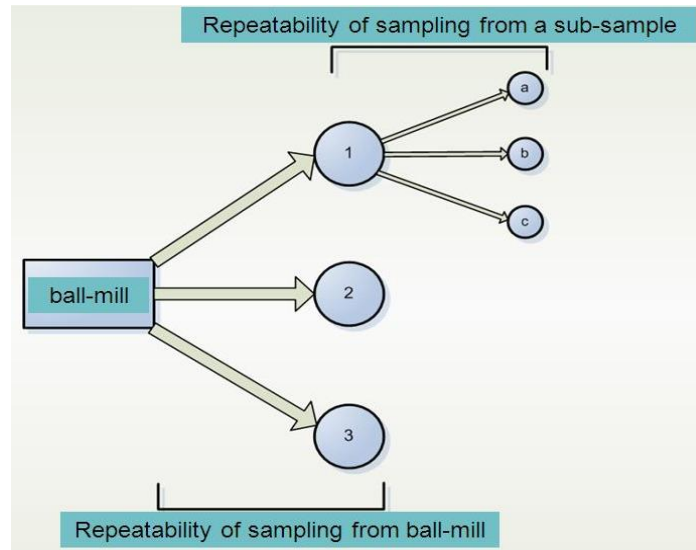 Repeatability of sampling from a sub-sample
a
1
b
c
ball-mill
2
3
Repeatability of sampling from ball-mill